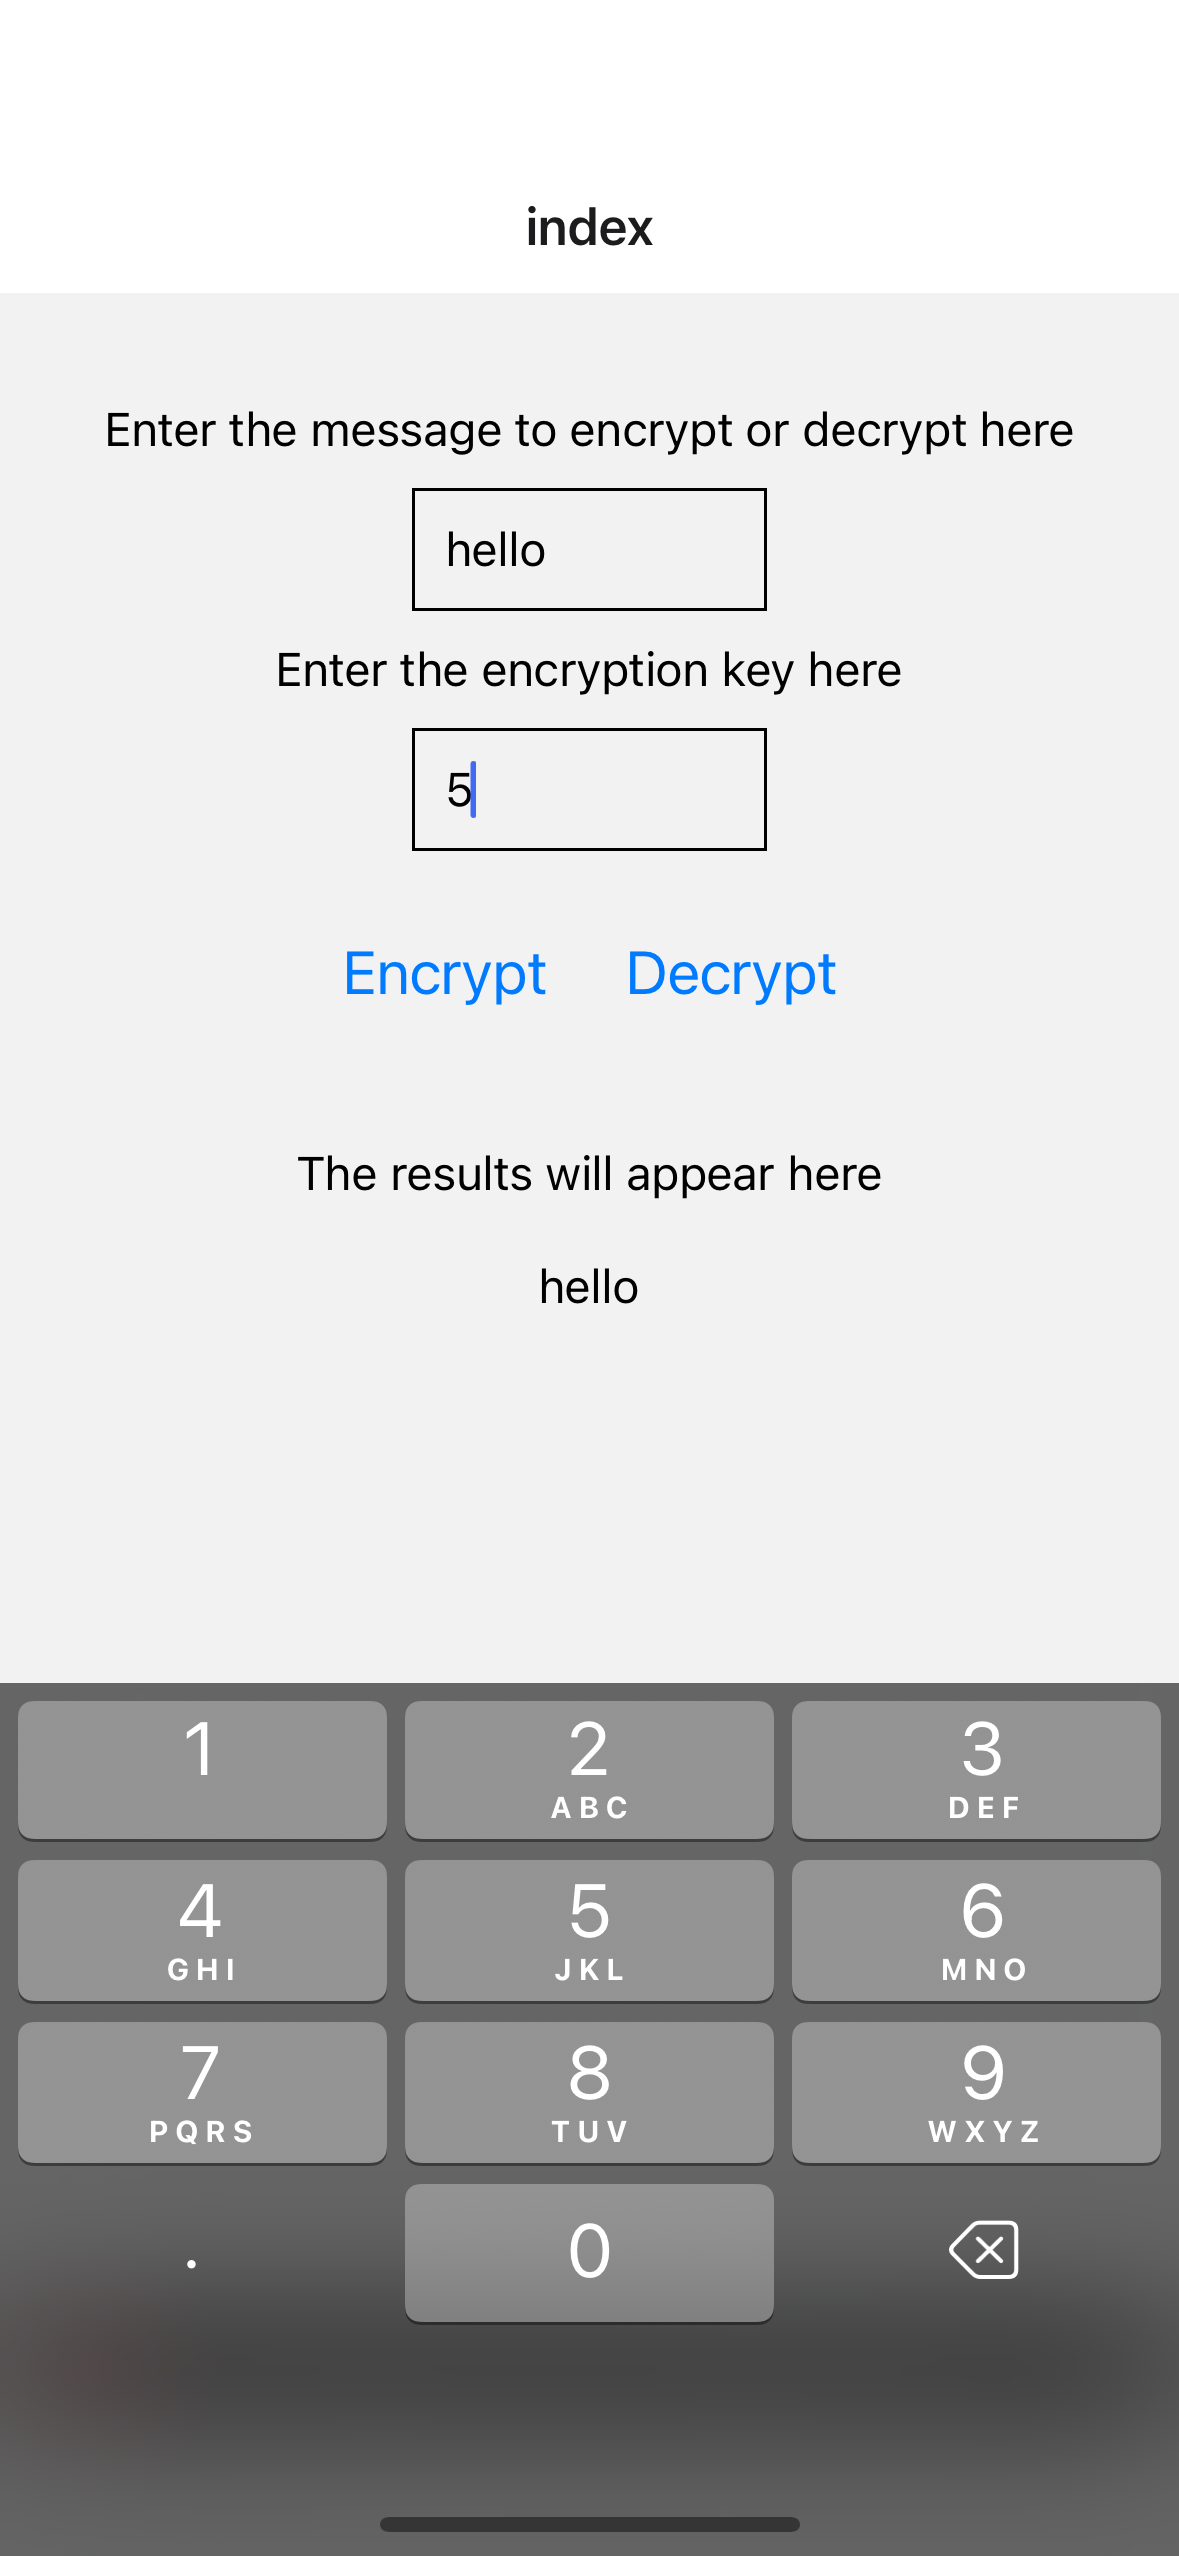 index
Enter the message to encrypt or decrypt here
hello
Enter the encryption key here
5
Encrypt Decrypt
The results will appear here
hello
1 2 3
ABC DEF
4 5 6
GHI JKL MNO
7 8 9
PQRS TUV WXYZ
. 0